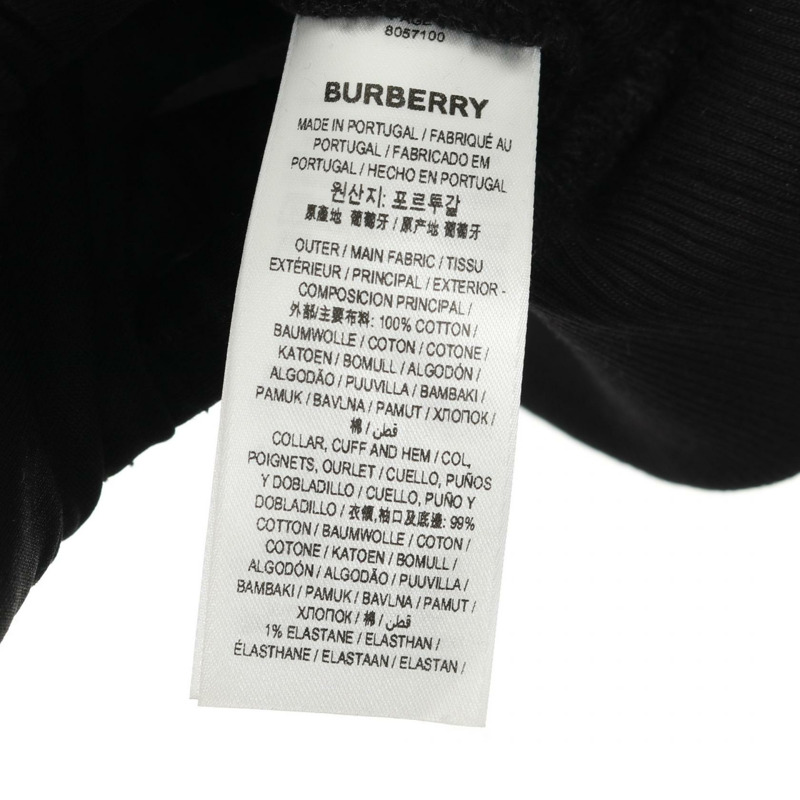 8057100
BURBERRY
MADE IN PORTUGAL / FABRIQUÉ AU
PORTUGAL / FABRICADO EM
PORTUGAL / HECHO EN PORTUGAL
원산지: 포르투갈
原產地 葡萄牙 / 原产地 葡萄牙
OUTER / MAIN FABRIC / TISSU
EXTÉRIEUR / PRINCIPAL / EXTERIOR -
COMPOSICION PRINCIPAL /
外部/主要布料: 100% COTTON /
BAUMWOLLE / COTON / COTONE /
KATOEN / BOMULL / ALGODÓN /
ALGODÃO / PUUVILLA / BAMBAKI /
PAMUK / BAVLNA / PAMUT / ХЛОПОК /
棉 / قطن
COLLAR, CUFF AND HEM / COL,
POIGNETS, OURLET / CUELLO, PUÑOS
Y DOBLADILLO / CUELLO, PUÑO Y
DOBLADILLO / 衣領,袖口及底邊: 99%
COTTON / BAUMWOLLE / COTON /
COTONE / KATOEN / BOMULL /
ALGODÓN / ALGODÃO / PUUVILLA /
BAMBAKI / PAMUK / BAVLNA / PAMUT /
ХЛОПОК / 棉 / قطن
1% ELASTANE / ELASTHAN /
ÉLASTHANE / ELASTAAN / ELASTAN /